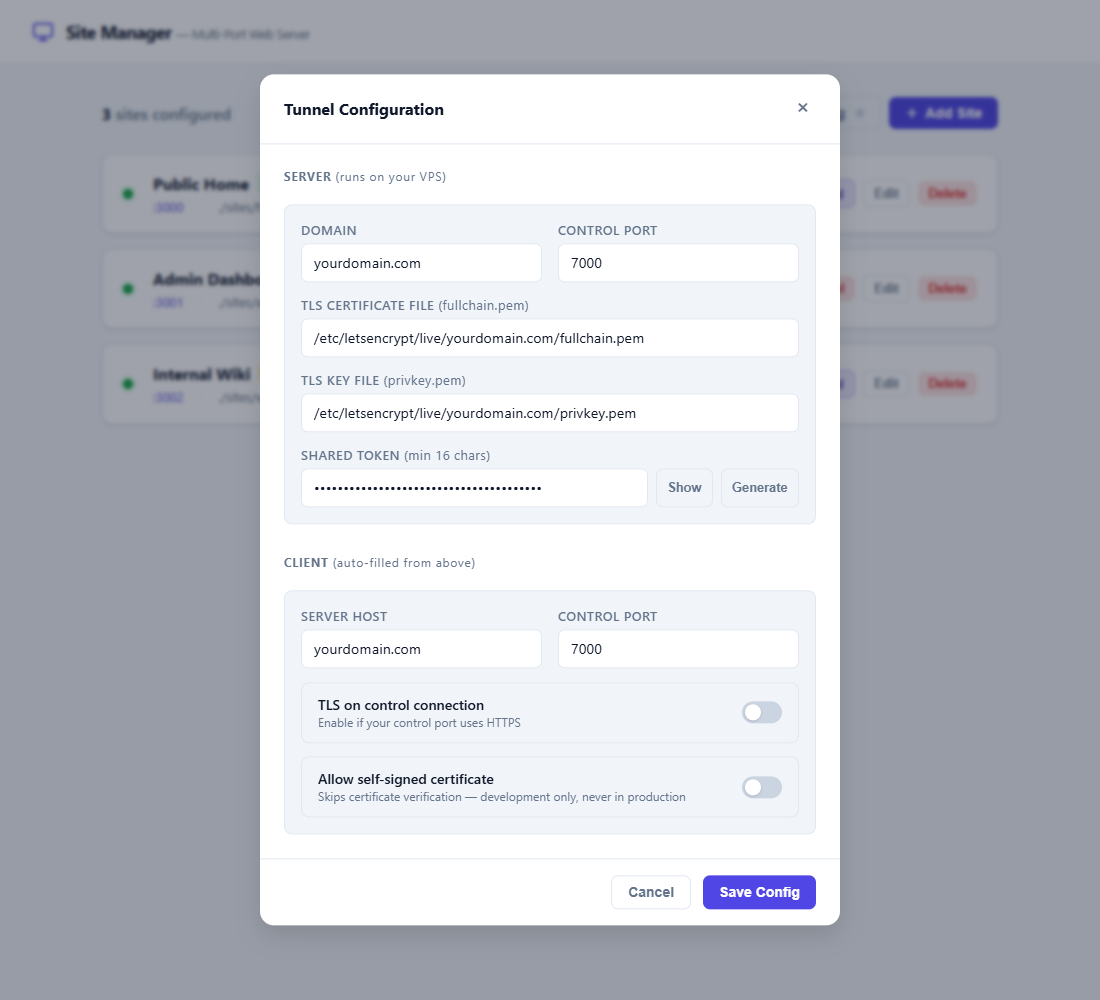 Site Manager — Multi-Port Web Server
3 sites configured
+ Add Site
Tunnel Configuration
×
SERVER (runs on your VPS)
DOMAIN
CONTROL PORT
yourdomain.com
7000
TLS CERTIFICATE FILE (fullchain.pem)
/etc/letsencrypt/live/yourdomain.com/fullchain.pem
TLS KEY FILE (privkey.pem)
/etc/letsencrypt/live/yourdomain.com/privkey.pem
SHARED TOKEN (min 16 chars)
Show
Generate
CLIENT (auto-filled from above)
SERVER HOST
CONTROL PORT
yourdomain.com
7000
TLS on control connection
Enable if your control port uses HTTPS
Allow self-signed certificate
Skips certificate verification — development only, never in production
Cancel
Save Config
Public Home
:3000
Edit
Delete
:3001
Admin
Edit
Delete
Internal Wiki
:3002
Edit
Delete